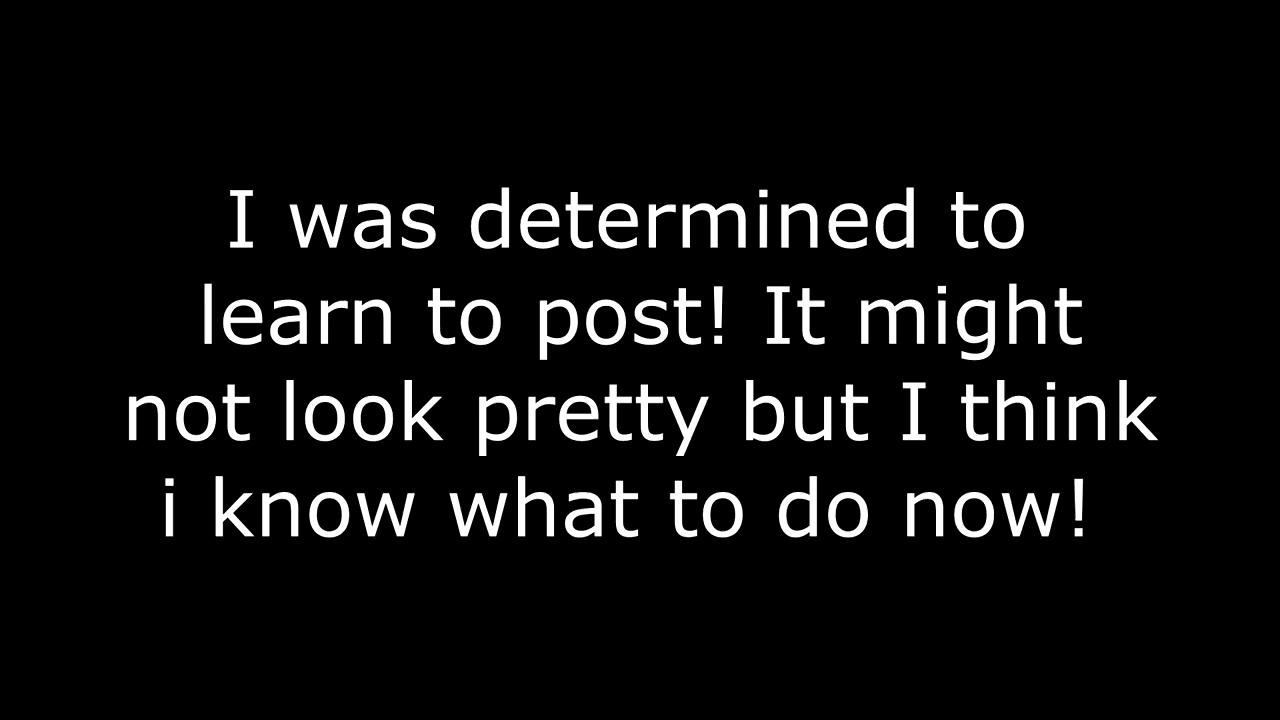 I was determined to
learn to post! It might
not look pretty but I think
i know what to do now!